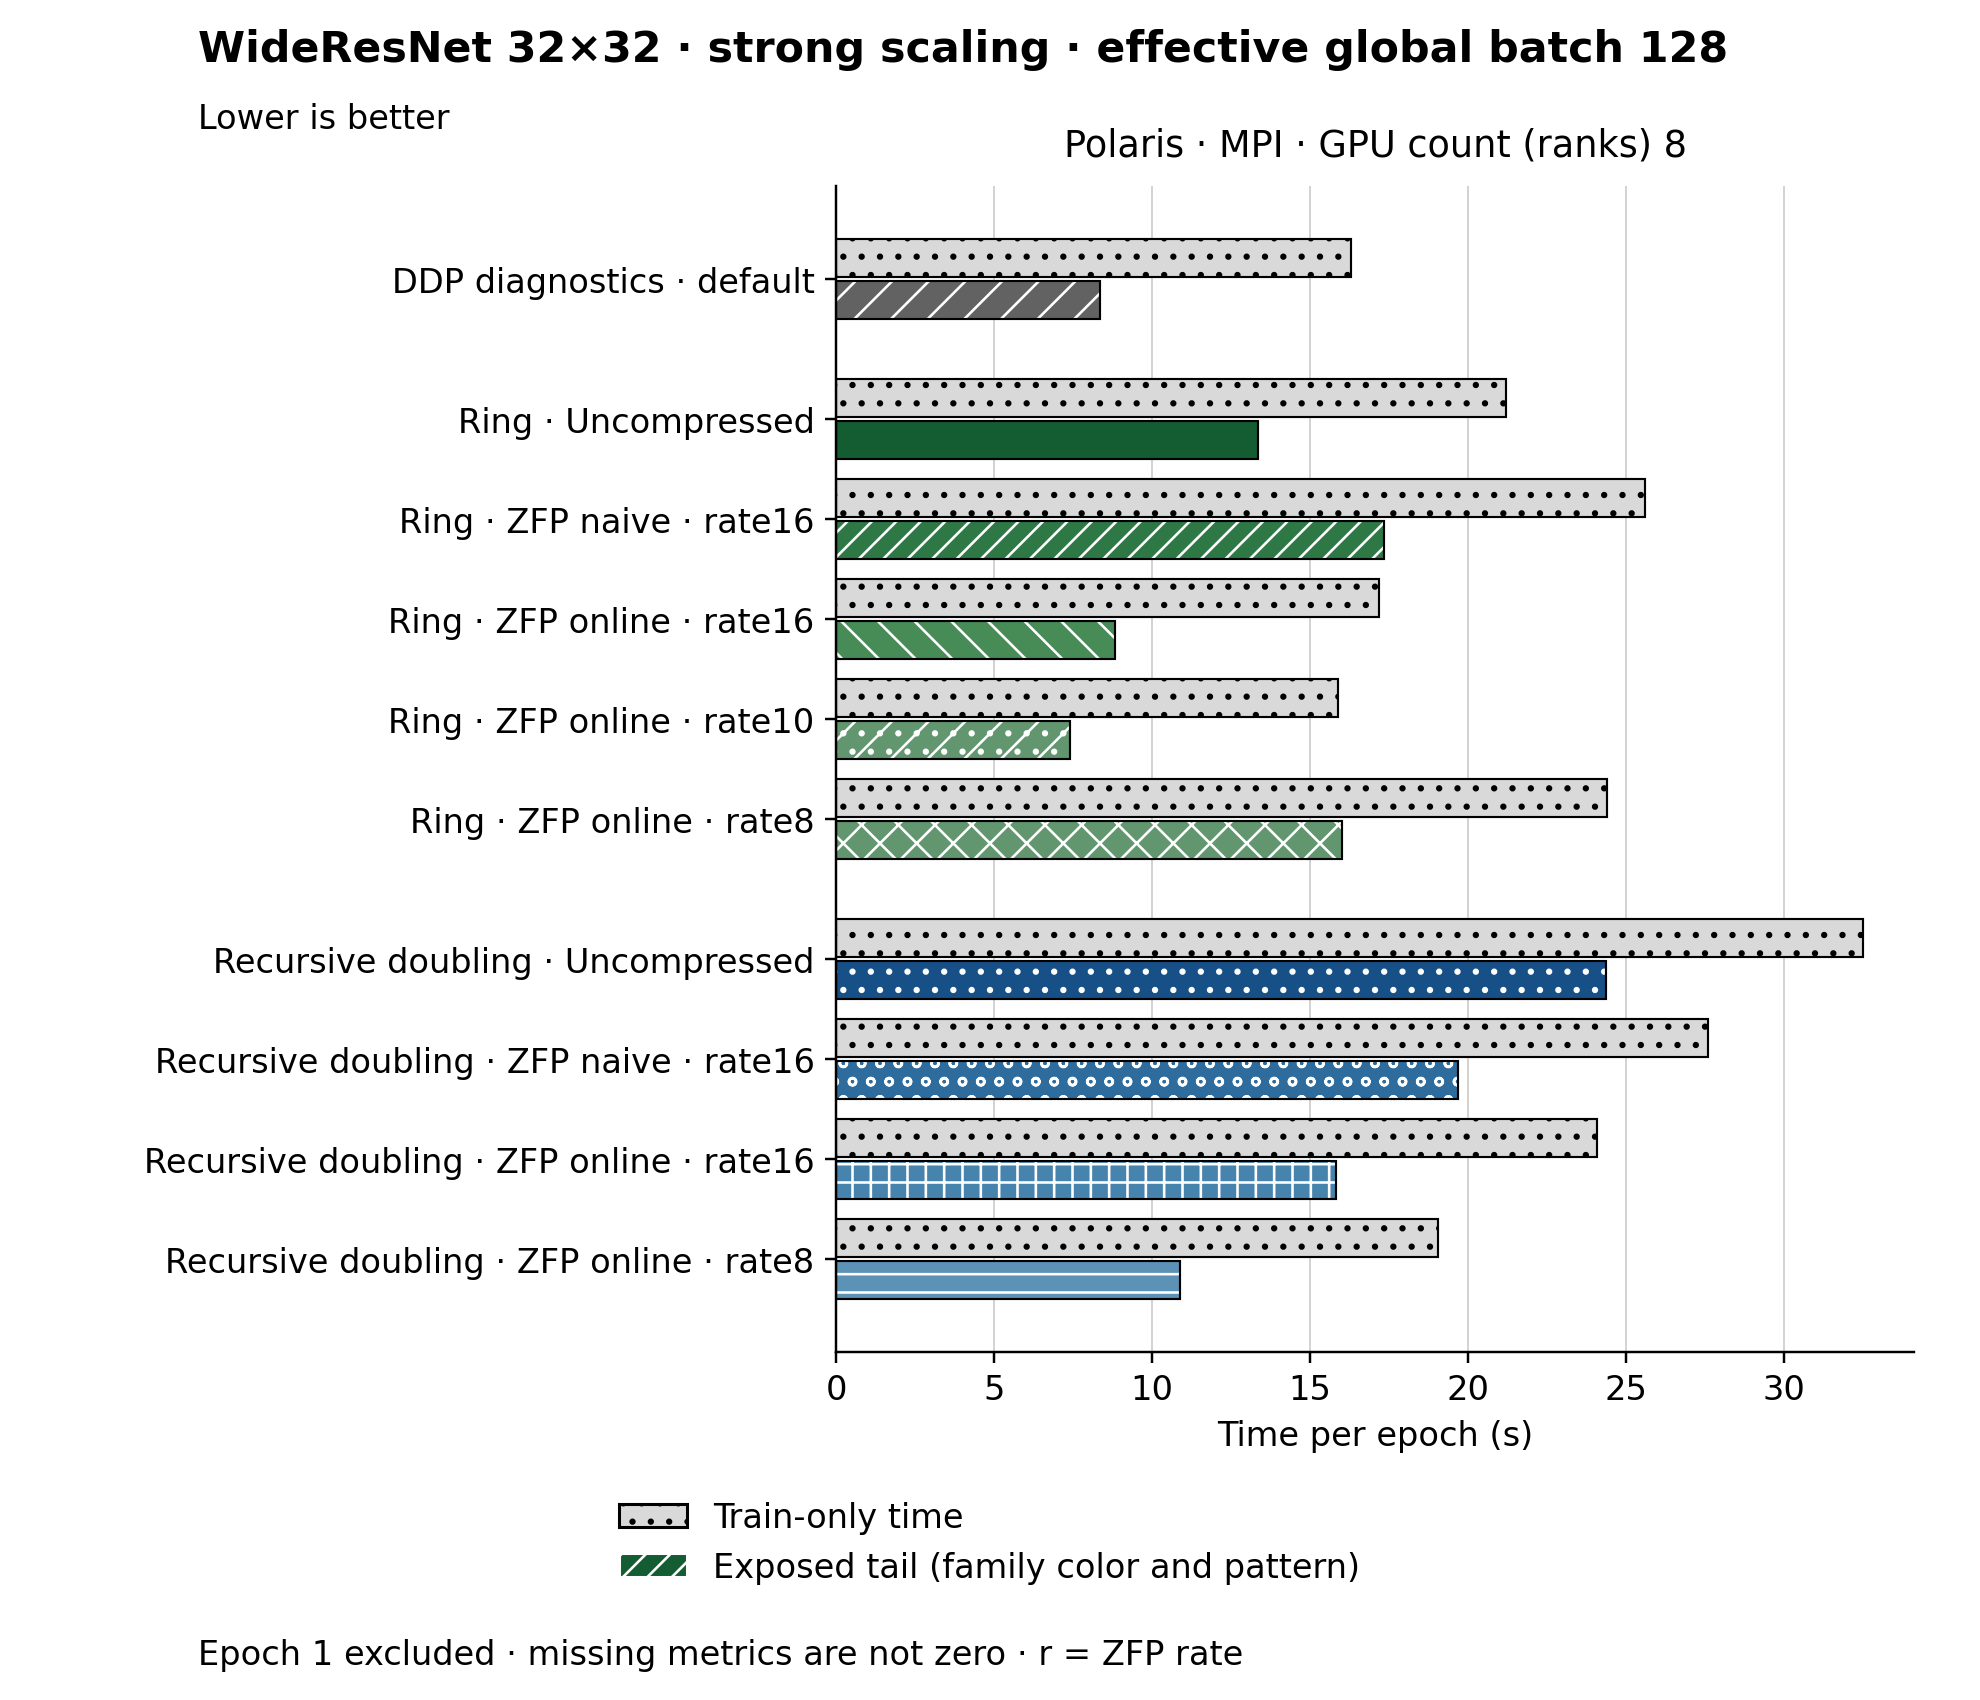 WideResNet 32×32 · strong scaling · effective global batch 128
Lower is better
Polaris · MPI · GPU count (ranks) 8
DDP diagnostics · default
Ring · Uncompressed
Ring · ZFP naive · rate16
Ring · ZFP online · rate16
Ring · ZFP online · rate10
Ring · ZFP online · rate8
Recursive doubling · Uncompressed
Recursive doubling · ZFP naive · rate16
Recursive doubling · ZFP online · rate16
Recursive doubling · ZFP online · rate8
0 5 10 15 20 25 30
Time per epoch (s)
Train-only time
Exposed tail (family color and pattern)
Epoch 1 excluded · missing metrics are not zero · r = ZFP rate